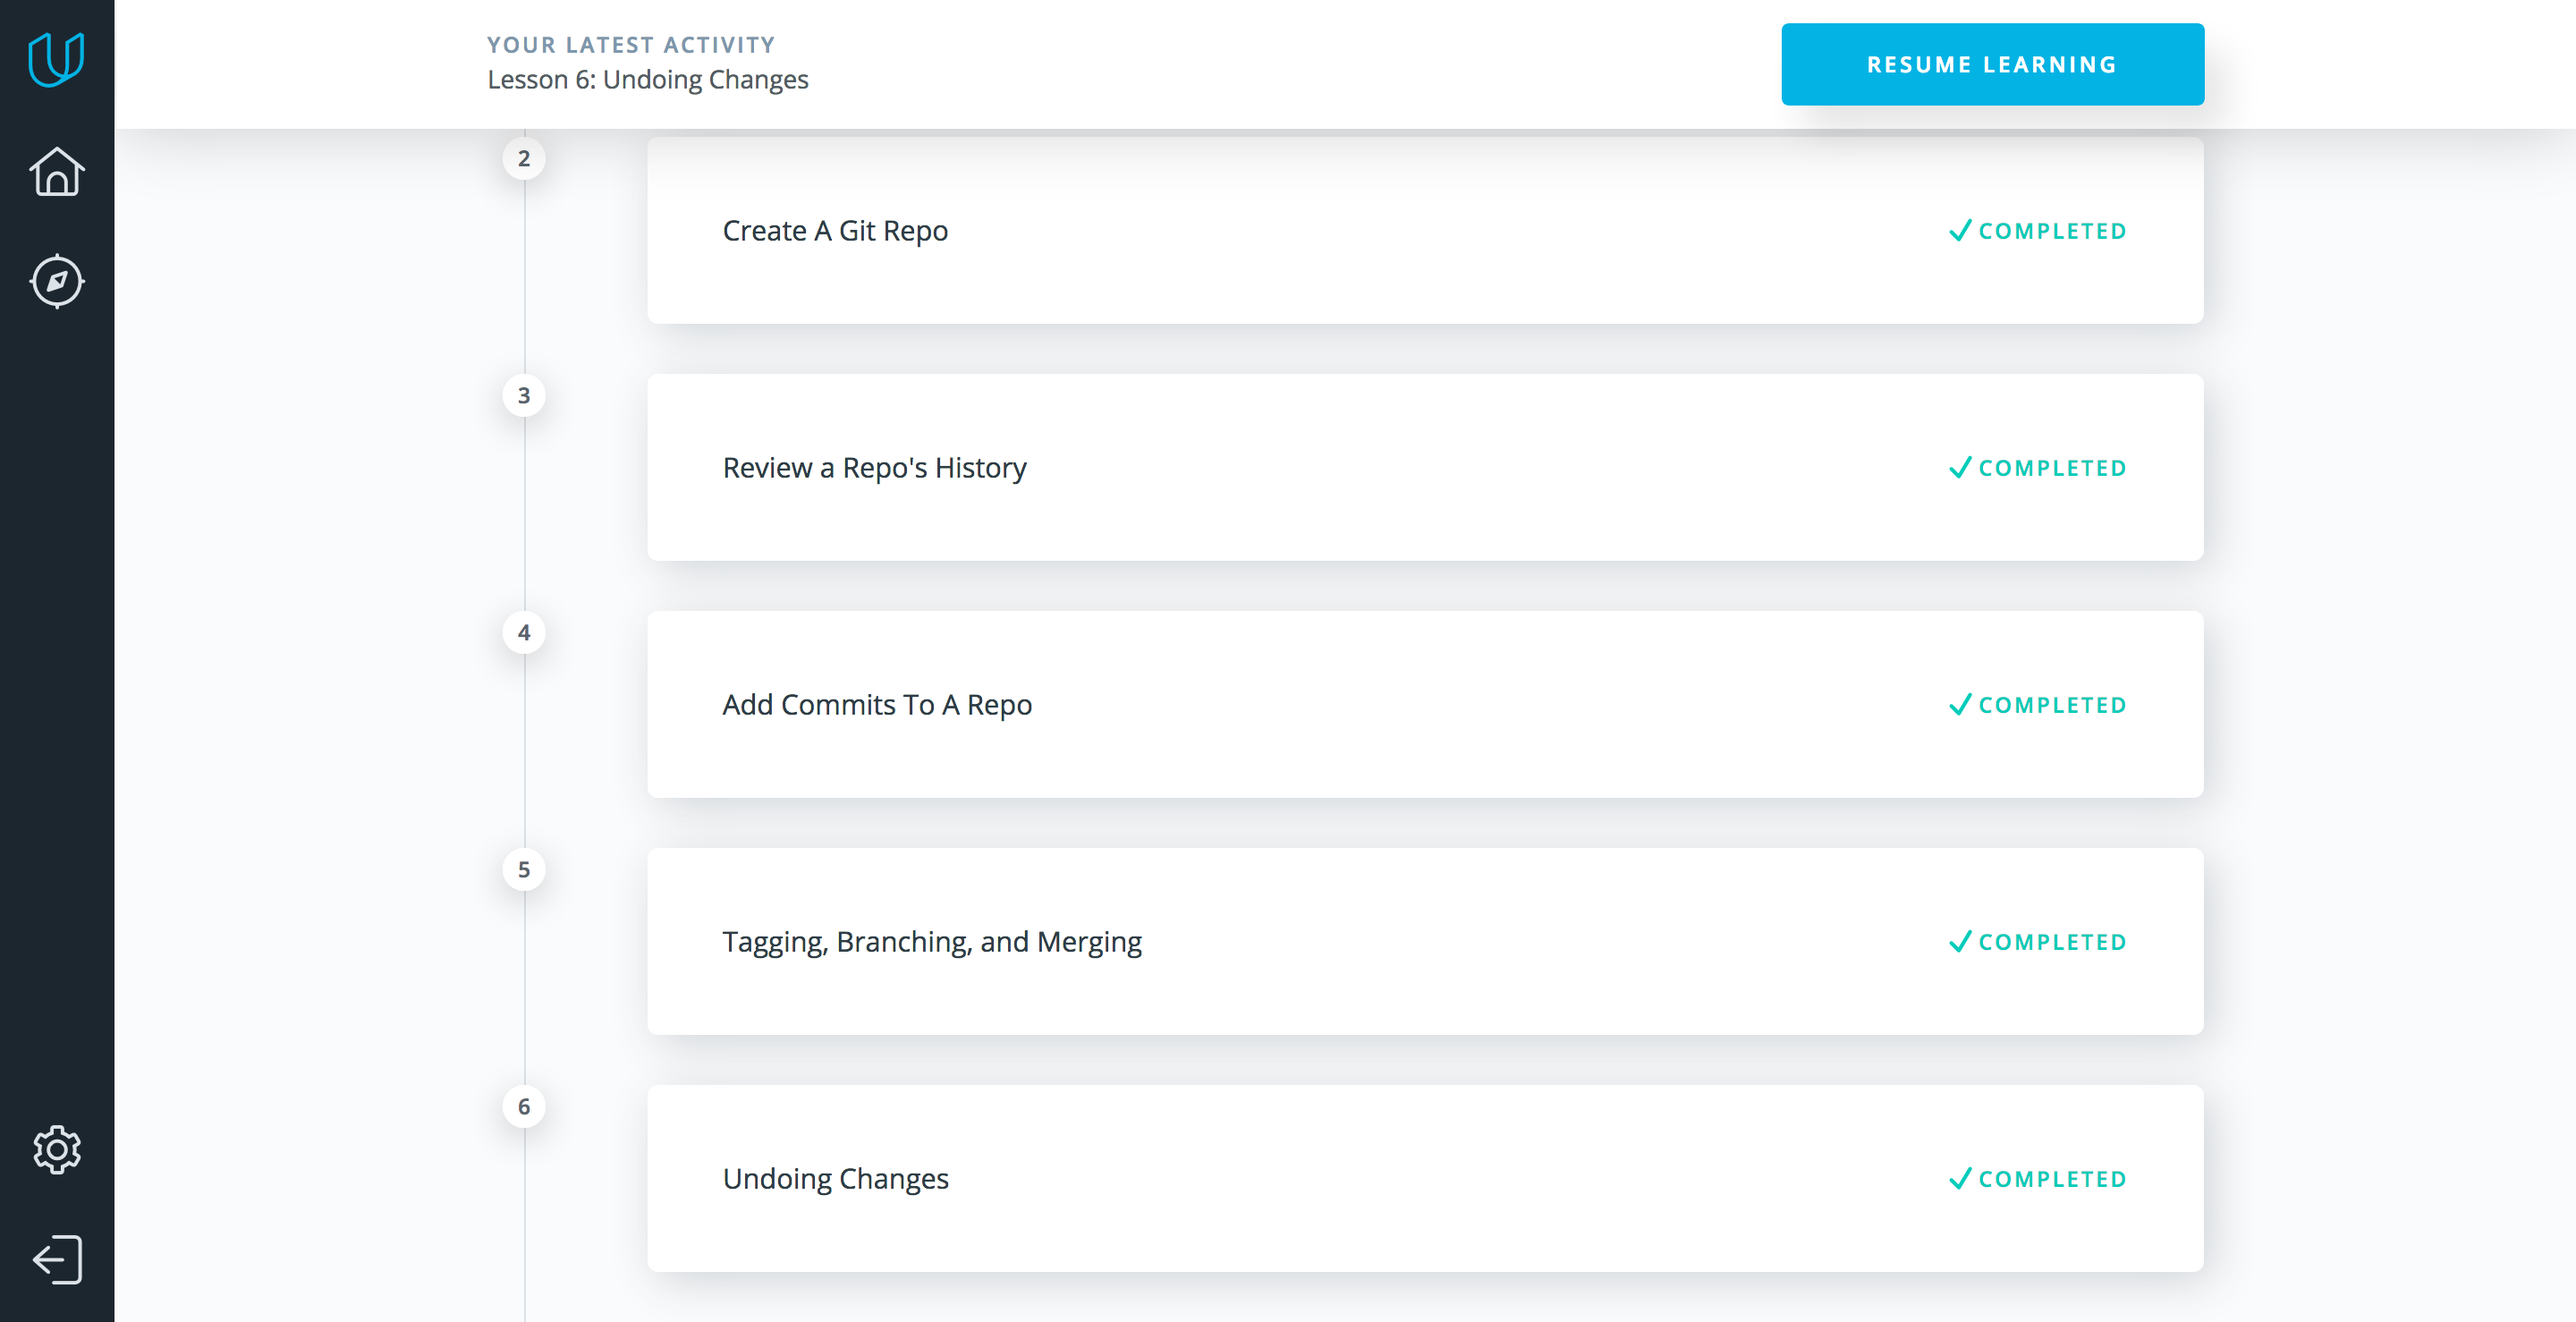 YOUR LATEST ACTIVITY
Lesson 6: Undoing Changes
RESUME LEARNING
2
Create A Git Repo
COMPLETED
3
Review a Repo's History
COMPLETED
4
Add Commits To A Repo
COMPLETED
5
Tagging, Branching, and Merging
COMPLETED
6
Undoing Changes
COMPLETED